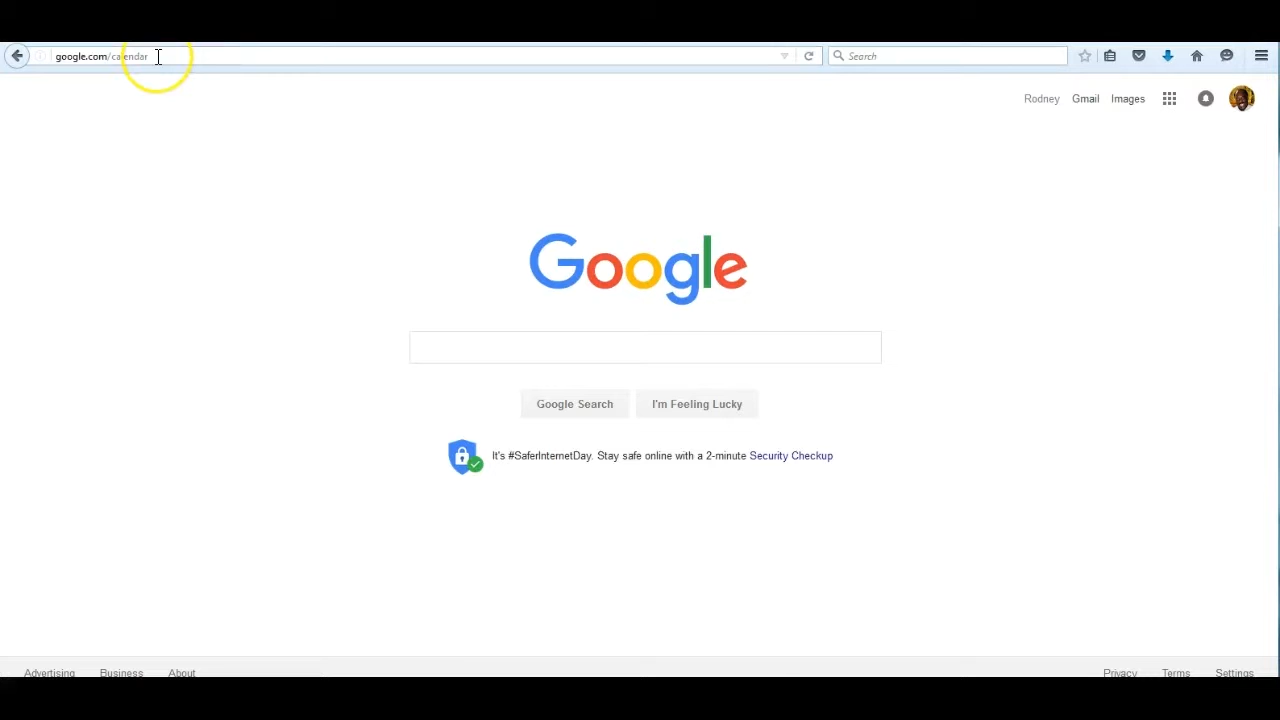 google.com/calendar
Search
Rodney Gmail Images
Google
Google Search I'm Feeling Lucky
It's #SaferInternetDay. Stay safe online with a 2-minute Security Checkup
Advertising Business About Privacy Terms Settings